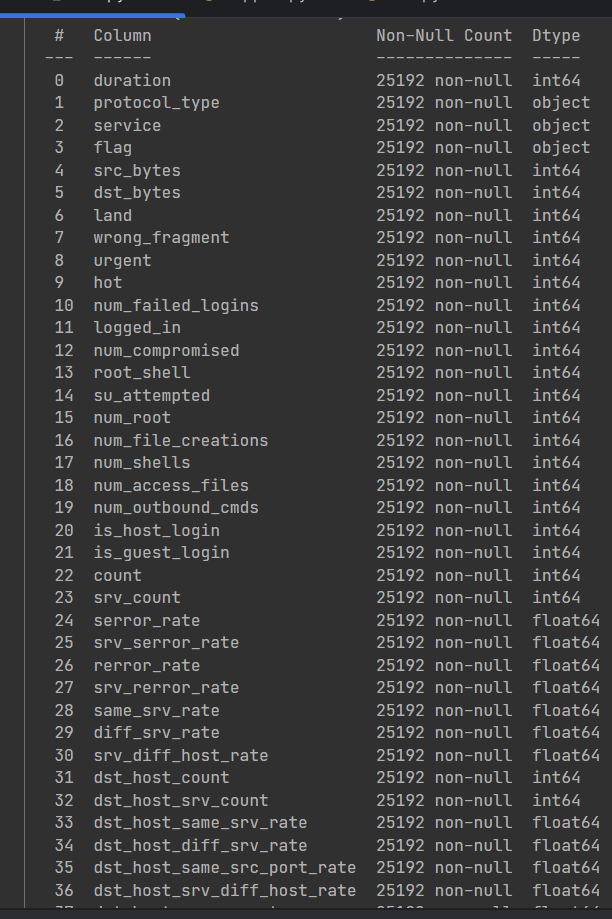 #   Column                       Non-Null Count  Dtype
---  ------                       --------------  -----
0   duration                     25192 non-null  int64
1   protocol_type                25192 non-null  object
2   service                      25192 non-null  object
3   flag                         25192 non-null  object
4   src_bytes                    25192 non-null  int64
5   dst_bytes                    25192 non-null  int64
6   land                         25192 non-null  int64
7   wrong_fragment               25192 non-null  int64
8   urgent                       25192 non-null  int64
9   hot                          25192 non-null  int64
10  num_failed_logins            25192 non-null  int64
11  logged_in                    25192 non-null  int64
12  num_compromised              25192 non-null  int64
13  root_shell                   25192 non-null  int64
14  su_attempted                 25192 non-null  int64
15  num_root                     25192 non-null  int64
16  num_file_creations           25192 non-null  int64
17  num_shells                   25192 non-null  int64
18  num_access_files             25192 non-null  int64
19  num_outbound_cmds            25192 non-null  int64
20  is_host_login                25192 non-null  int64
21  is_guest_login               25192 non-null  int64
22  count                        25192 non-null  int64
23  srv_count                    25192 non-null  int64
24  serror_rate                  25192 non-null  float64
25  srv_serror_rate              25192 non-null  float64
26  rerror_rate                  25192 non-null  float64
27  srv_rerror_rate              25192 non-null  float64
28  same_srv_rate                25192 non-null  float64
29  diff_srv_rate                25192 non-null  float64
30  srv_diff_host_rate           25192 non-null  float64
31  dst_host_count               25192 non-null  int64
32  dst_host_srv_count           25192 non-null  int64
33  dst_host_same_srv_rate       25192 non-null  float64
34  dst_host_diff_srv_rate       25192 non-null  float64
35  dst_host_same_src_port_rate  25192 non-null  float64
36  dst_host_srv_diff_host_rate  25192 non-null  float64